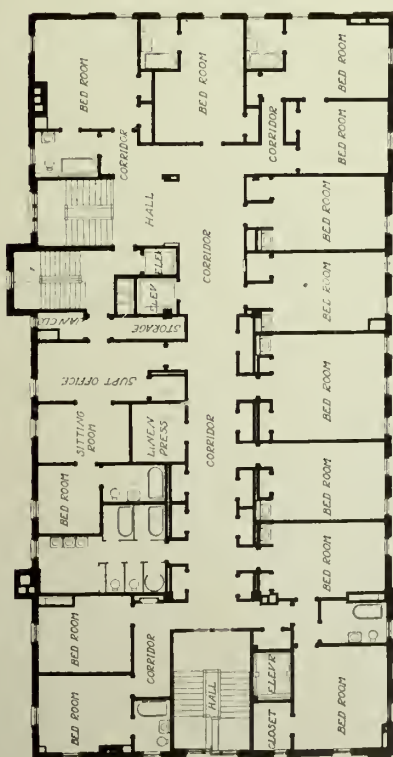 BED ROOM
BED ROOM
BED ROOM
BED ROOM
CORRIDOR
CORRIDOR
HALL
BED ROOM
CORRIDOR
ELEV
ELEV
BED ROOM
STORAGE
SUPT OFFICE
BED ROOM
SITTING
ROOM
LINEN
PRESS
CORRIDOR
BED ROOM
BED ROOM
BED ROOM
BED ROOM
CORRIDOR
BED ROOM
HALL
ELEVR
CLOSET
BED ROOM